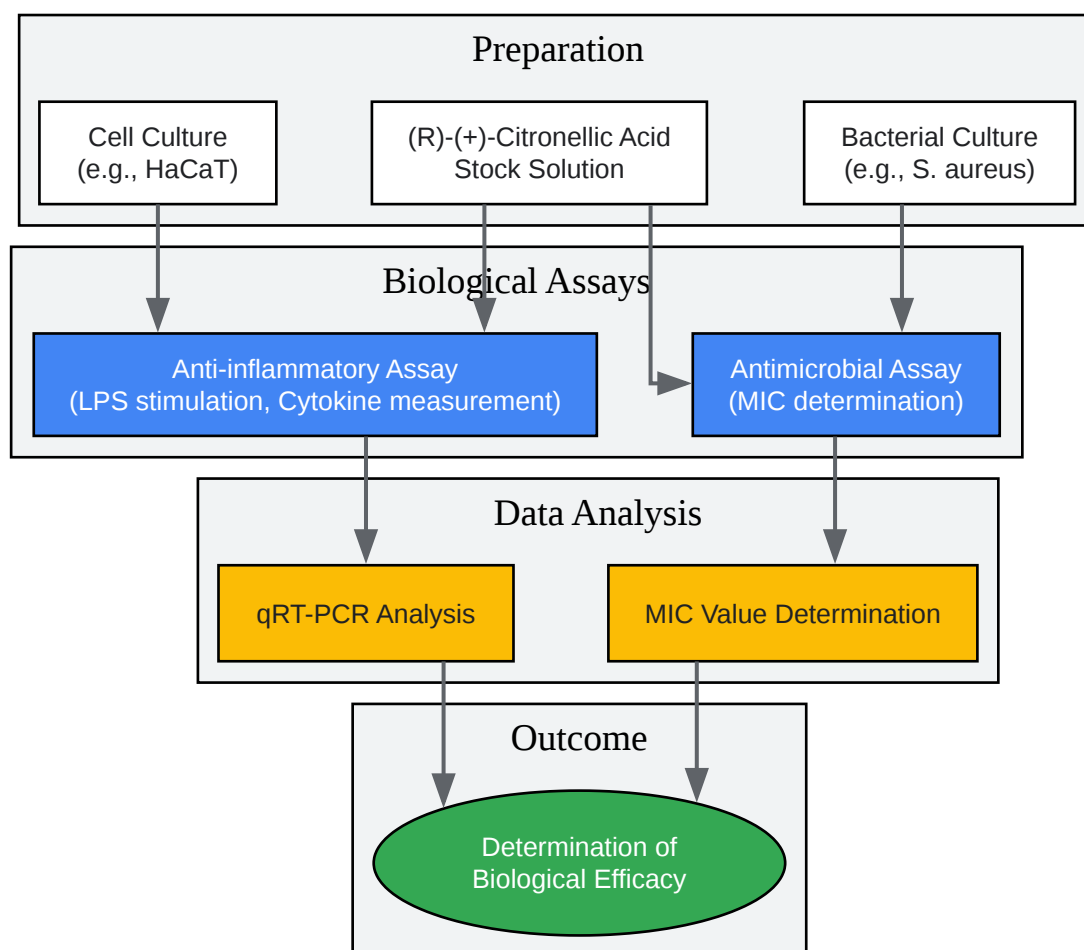 Preparation
Cell Culture
(e.g., HaCaT)
(R)-(+)-Citronellic Acid
Stock Solution
Bacterial Culture
(e.g., S. aureus)
Biological Assays
Anti-inflammatory Assay
(LPS stimulation, Cytokine measurement)
Antimicrobial Assay
(MIC determination)
Data Analysis
qRT-PCR Analysis
MIC Value Determination
Outcome
Determination of
Biological Efficacy